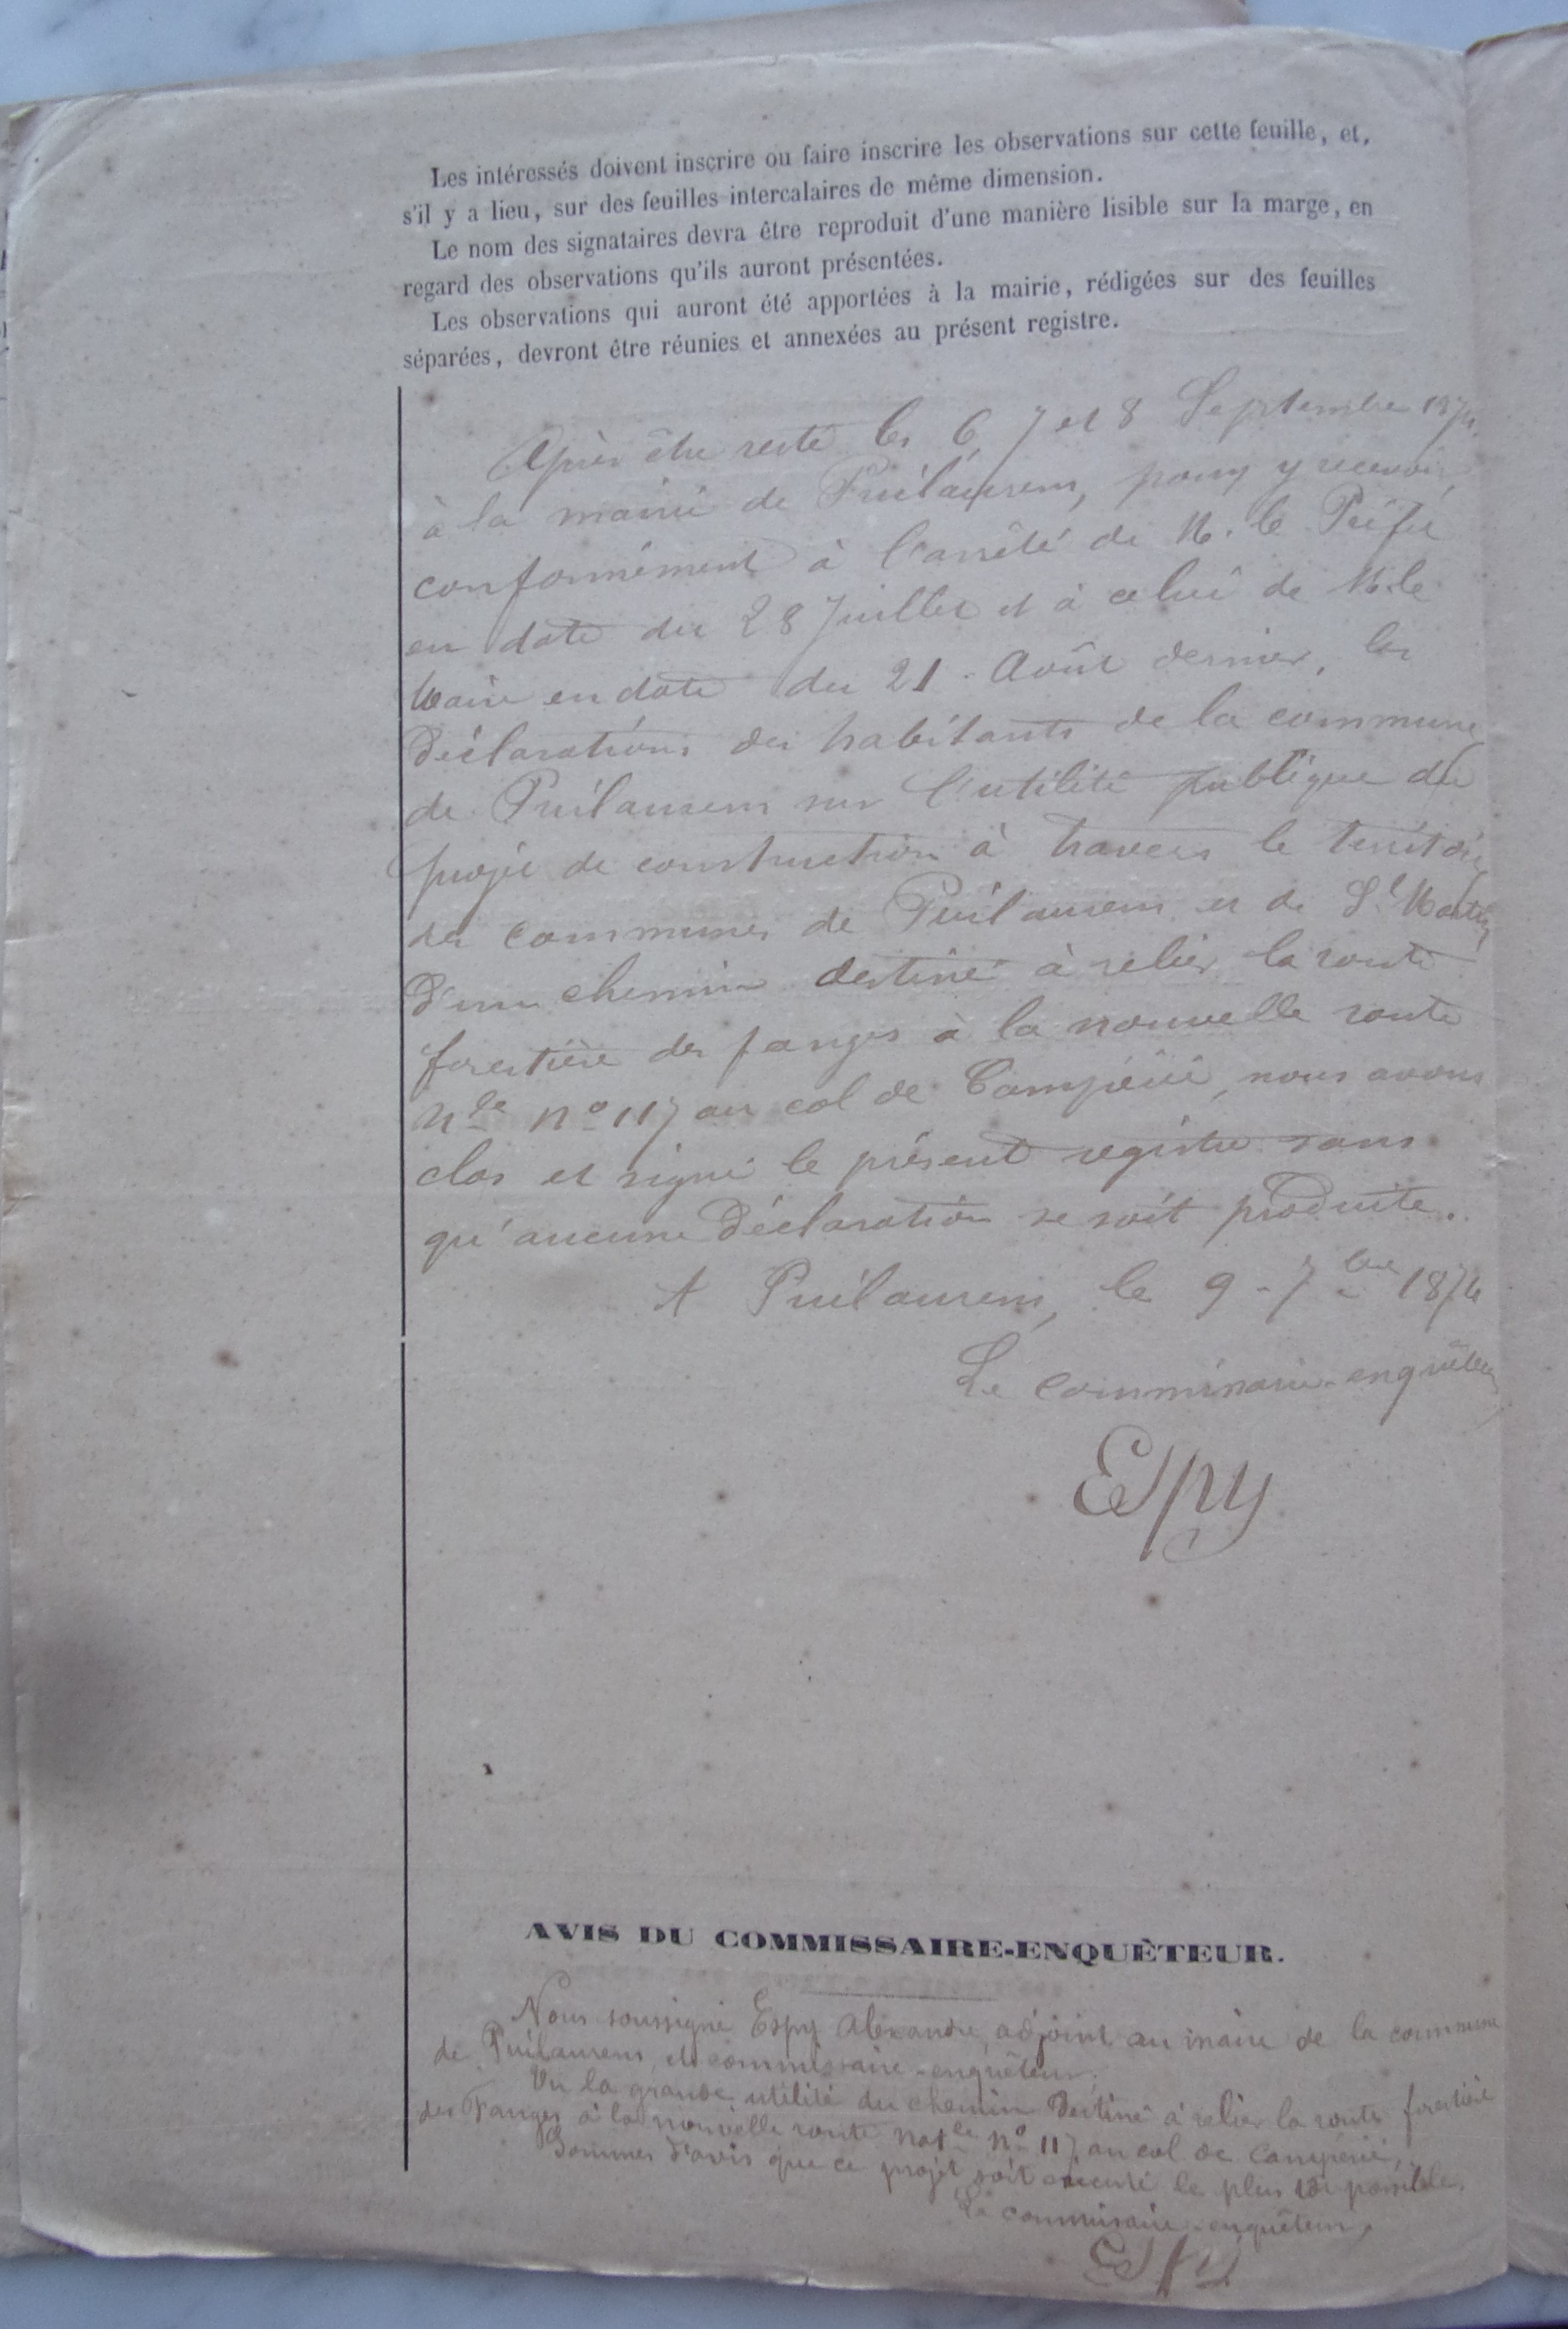 Les intéressés doivent inscrire ou faire inscrire les observations sur cette feuille, et,
s'il y a lieu, sur des feuilles intercalaires de même dimension.
Le nom des signataires devra être reproduit d'une manière lisible sur la marge, en
regard des observations qu'ils auront présentées.
Les observations qui auront été apportées à la mairie, rédigées sur des feuilles
séparées, devront être réunies et annexées au présent registre.
Après être resté les 6, 7 et 8 Septembre
à la mairie de Puilaurens, pour y recevoir,
conformément à l'arrêté de M. le Préfet
en date du 28 Juillet et à celui de M. le
Maire en date du 21 Août dernier, les
Déclarations des habitants de la commune
de Puilaurens sur l'utilité publique du
projet de construction à travers le territoire
des communes de Puilaurens et de St Martin
d'un chemin destiné à relier la route
forestière des fanges à la nouvelle route
Nle no 117 au col de Campérié, nous avons
clos et signé le présent registre sans
qu'aucune Déclaration se soit produite.
A Puilaurens, le 9 - 7bre 1874
Le commissaire-enquêteur
Espy
AVIS DU COMMISSAIRE-ENQUÊTEUR.
Nous soussigné Espy Alexandre, adjoint au maire de la commune
de Puilaurens, et commissaire-enquêteur,
Vu la grande utilité du chemin Destiné à relier la route forestière
des Fanges à la nouvelle route natle no 117 au col de Campérié,
Sommes d'avis que ce projet soit exécuté le plus tôt possible.
Le commissaire-enquêteur,
Espy